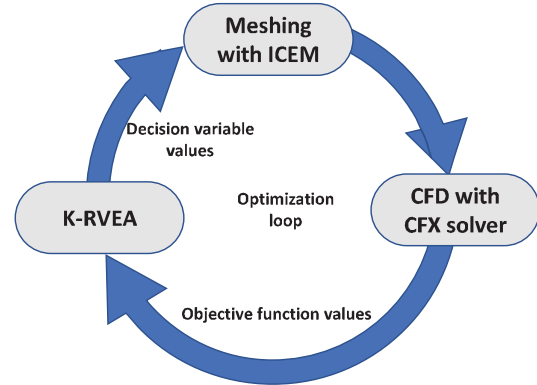 Meshing
with ICEM
Decision variable
values
K-RVEA
Optimization
loop
CFD with
CFX solver
Objective function values